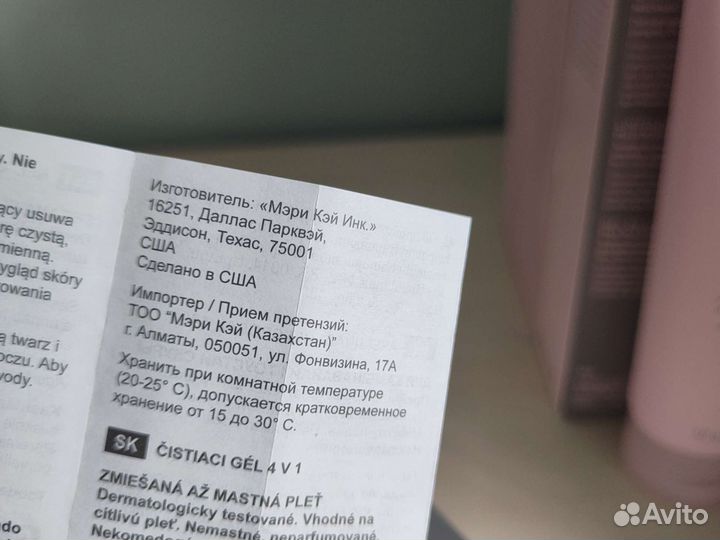 y. Nie
ący usuwa
rę czystą,
mienną.
ygląd skóry
rowania
ą twarz i
oczu. Aby
vody.
do
Изготовитель: «Мэри Кэй Инк.»
16251, Даллас Парквэй,
Эддисон, Техас, 75001
США
Сделано в США
Импортер / Прием претензий:
ТОО "Мэри Кэй (Казахстан)"
г. Алматы, 050051, ул. Фонвизина, 17А
Хранить при комнатной температуре
(20-25° С), допускается кратковременное
хранение от 15 до 30° С.
SK ČISTIACI GÉL 4 V 1
ZMIEŠANÁ AŽ MASTNÁ PLEŤ
Dermatologicky testované. Vhodné na
citlivú pleť. Nemastné, neparfumované.
Avito